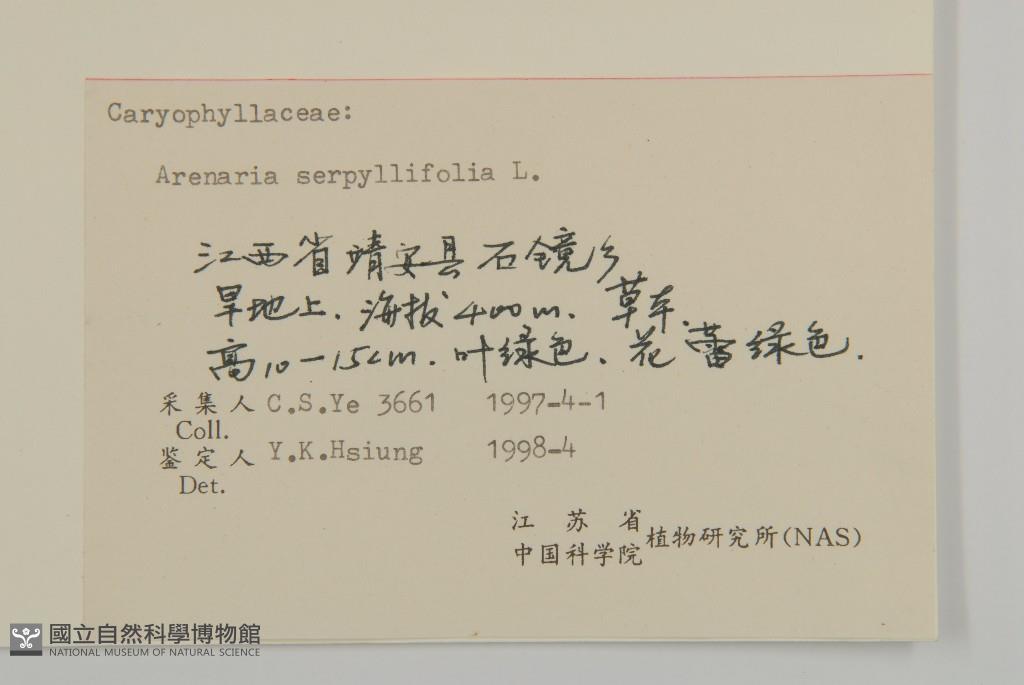 Caryophyllaceae:
Arenaria serpyllifolia L.
江西省靖安县石镜乡
旱地上. 海拔400m. 草本.
高10—15cm. 叶绿色. 花蕾绿色.
采集人 C.S.Ye 3661 1997-4-1
Coll.
鉴定人 Y.K.Hsiung 1998-4
Det.
江苏省
中国科学院 植物研究所(NAS)
國立自然科學博物館
NATIONAL MUSEUM OF NATURAL SCIENCE